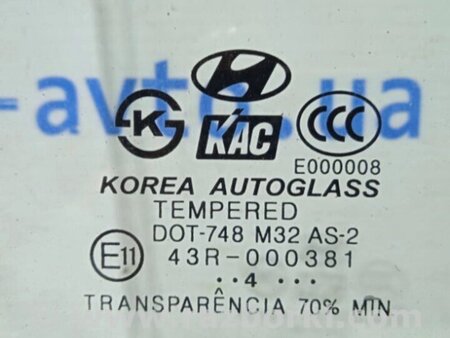 -avto.ua
K S
KAC
CCC
E000008
KOREA AUTOGLASS
TEMPERED
DOT-748 M32 AS-2
E11 43R-000381
..4 ...
TRANSPARÊNCIA 70% MIN